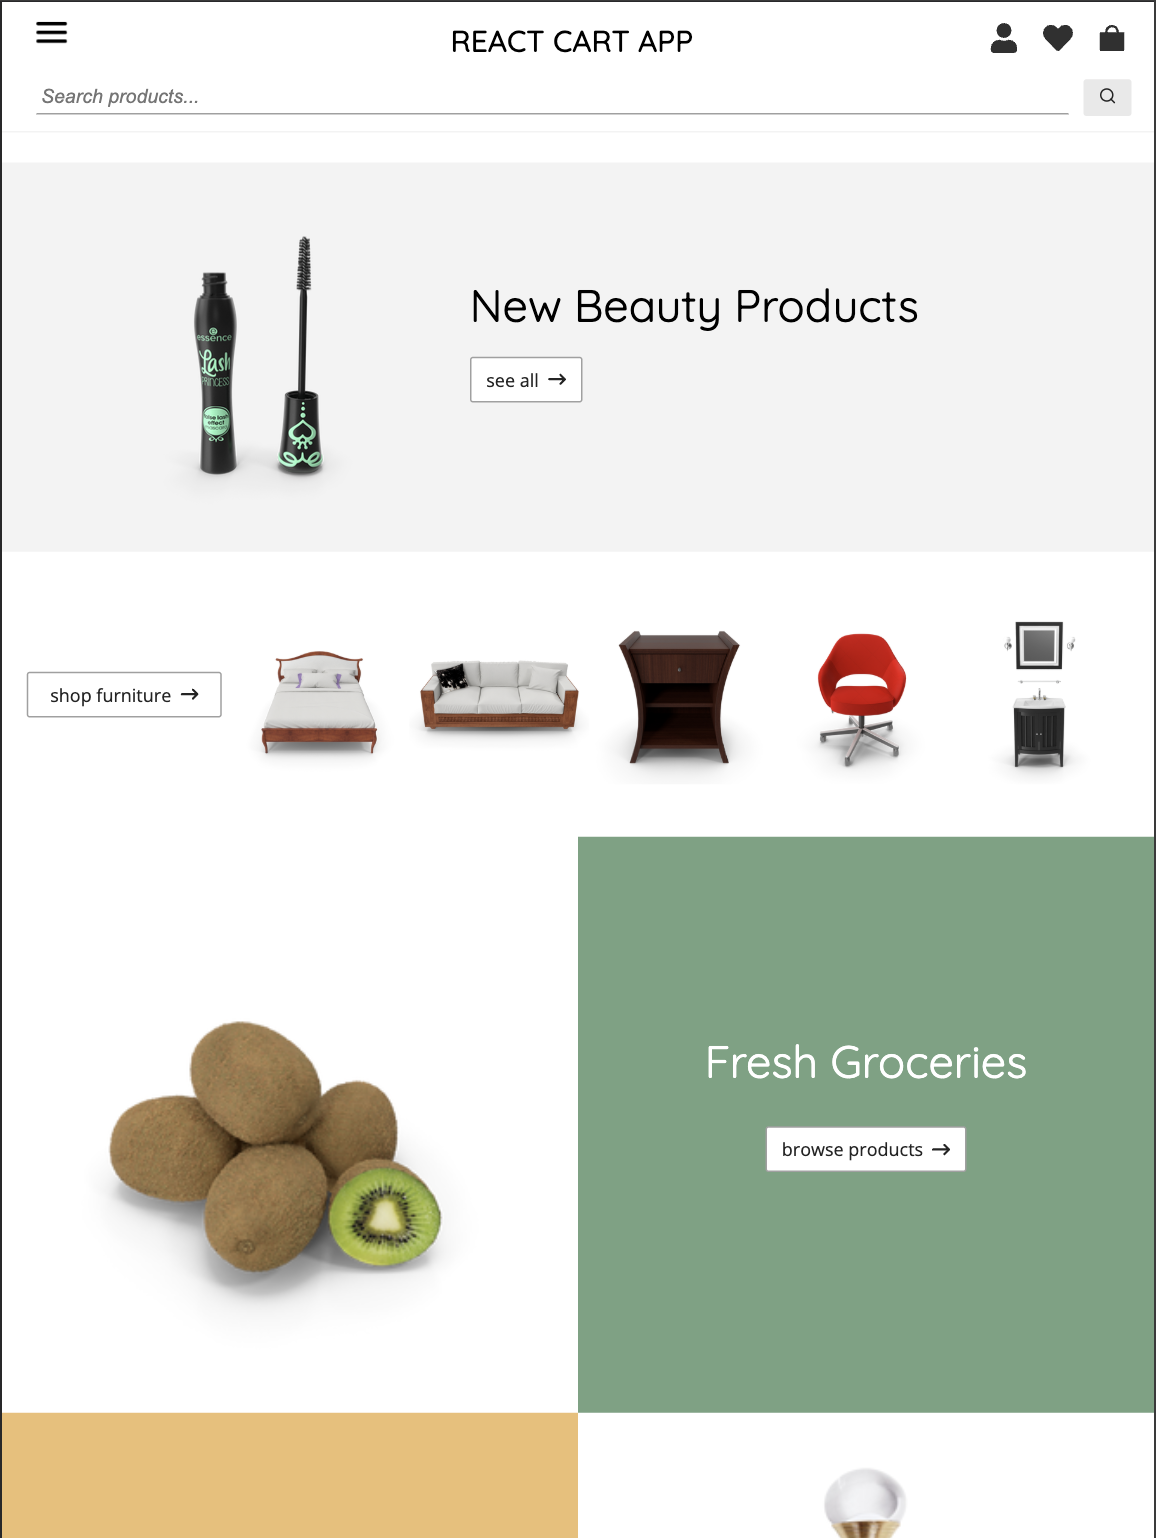 REACT CART APP
Search products...
New Beauty Products
see all →
essence
Lash
PRINCESS
false lash
effect
mascara
shop furniture →
Fresh Groceries
browse products →